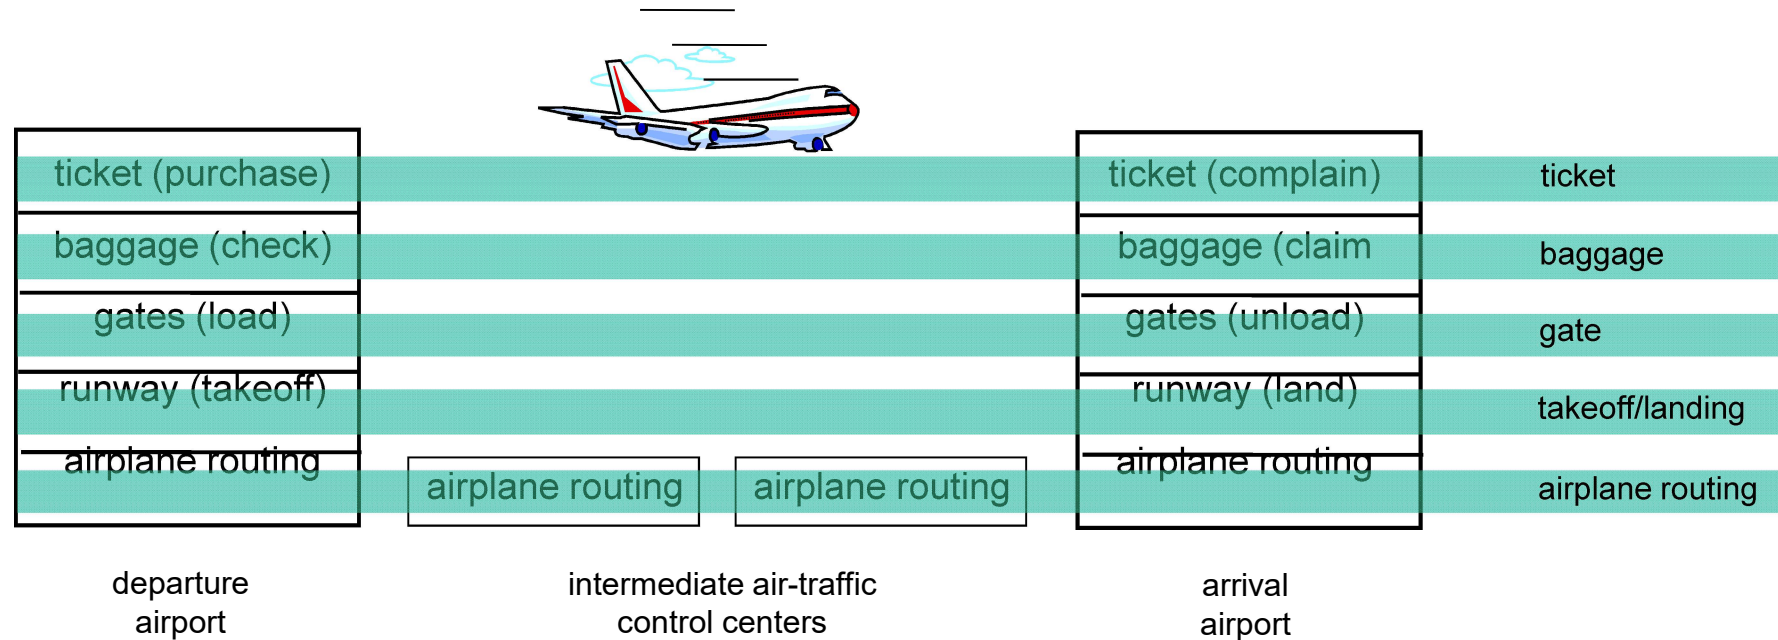 ticket (purchase)
baggage (check)
gates (load)
runway (takeoff)
airplane routing
airplane routing
airplane routing
ticket (complain)
baggage (claim
gates (unload)
runway (land)
airplane routing
ticket
baggage
gate
takeoff/landing
airplane routing
departure
airport
intermediate air-traffic
control centers
arrival
airport